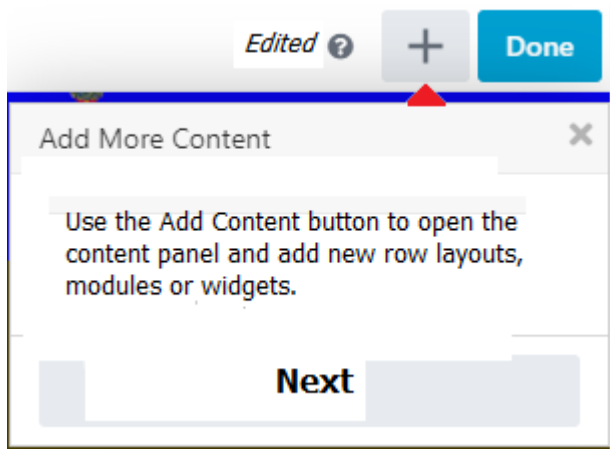 Edited ? + Done
Add More Content ×
Use the Add Content button to open the
content panel and add new row layouts,
modules or widgets.
Next